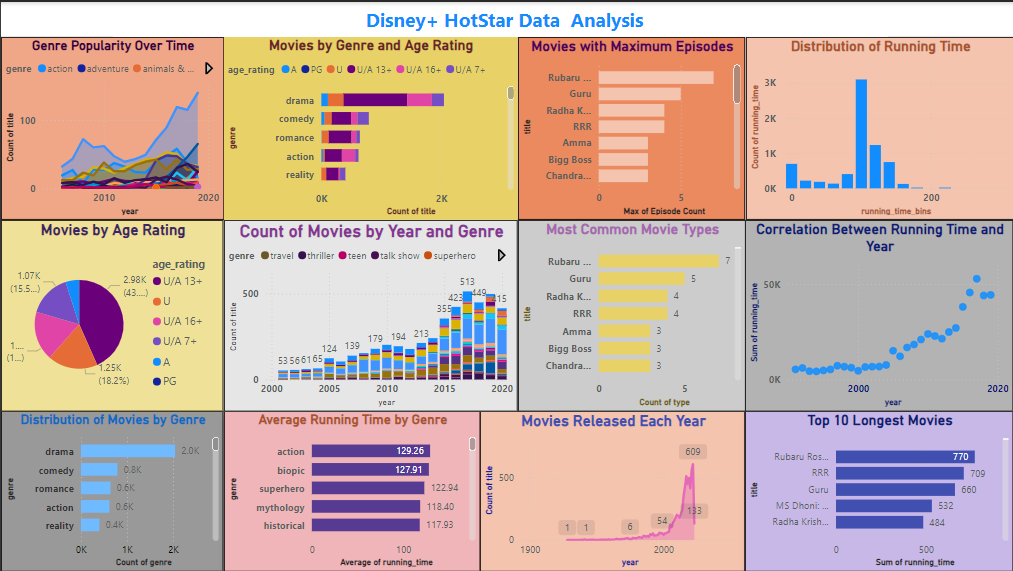 Disney+ HotStar Data Analysis
Genre Popularity Over Time
genre action adventure animals & ...
Count of title
100
0
2010 2020
year
Movies by Genre and Age Rating
age_rating A PG U U/A 13+ U/A 16+ U/A 7+
genre
drama
comedy
romance
action
reality
0K 2K
Count of title
Movies with Maximum Episodes
title
Rubaru ...
Guru
Radha K...
RRR
Amma
Bigg Boss
Chandra...
0 5
Max of Episode Count
Distribution of Running Time
Count of running_time
3K
2K
1K
0K
0 200
running_time_bins
Movies by Age Rating
1.07K
(15.5...)
2.98K
(43....)
1....
(1...)
1.25K
(18.2%)
age_rating
U/A 13+
U
U/A 16+
U/A 7+
A
PG
Count of Movies by Year and Genre
genre travel thriller teen talk show superhero
Count of title
500
0
53 56 61 65 124 139 179 194 213 355 423 513 449 415
2000 2005 2010 2015 2020
year
Most Common Movie Types
title
Rubaru ... 7
Guru 5
Radha K... 4
RRR 4
Amma 3
Bigg Boss 3
Chandra... 3
0 5
Count of type
Correlation Between Running Time and
Year
Sum of running_time
50K
0K
2000 2020
year
Distribution of Movies by Genre
genre
drama 2.0K
comedy 0.8K
romance 0.6K
action 0.6K
reality 0.4K
0K 1K 2K
Count of genre
Average Running Time by Genre
genre
action 129.26
biopic 127.91
superhero 122.94
mythology 118.40
historical 117.93
0 100
Average of running_time
Movies Released Each Year
Count of title
500
0
1 1 6 54 609 133
1900 2000
year
Top 10 Longest Movies
title
Rubaru Ros... 770
RRR 709
Guru 660
MS Dhoni: ... 532
Radha Krish... 484
0 500
Sum of running_time